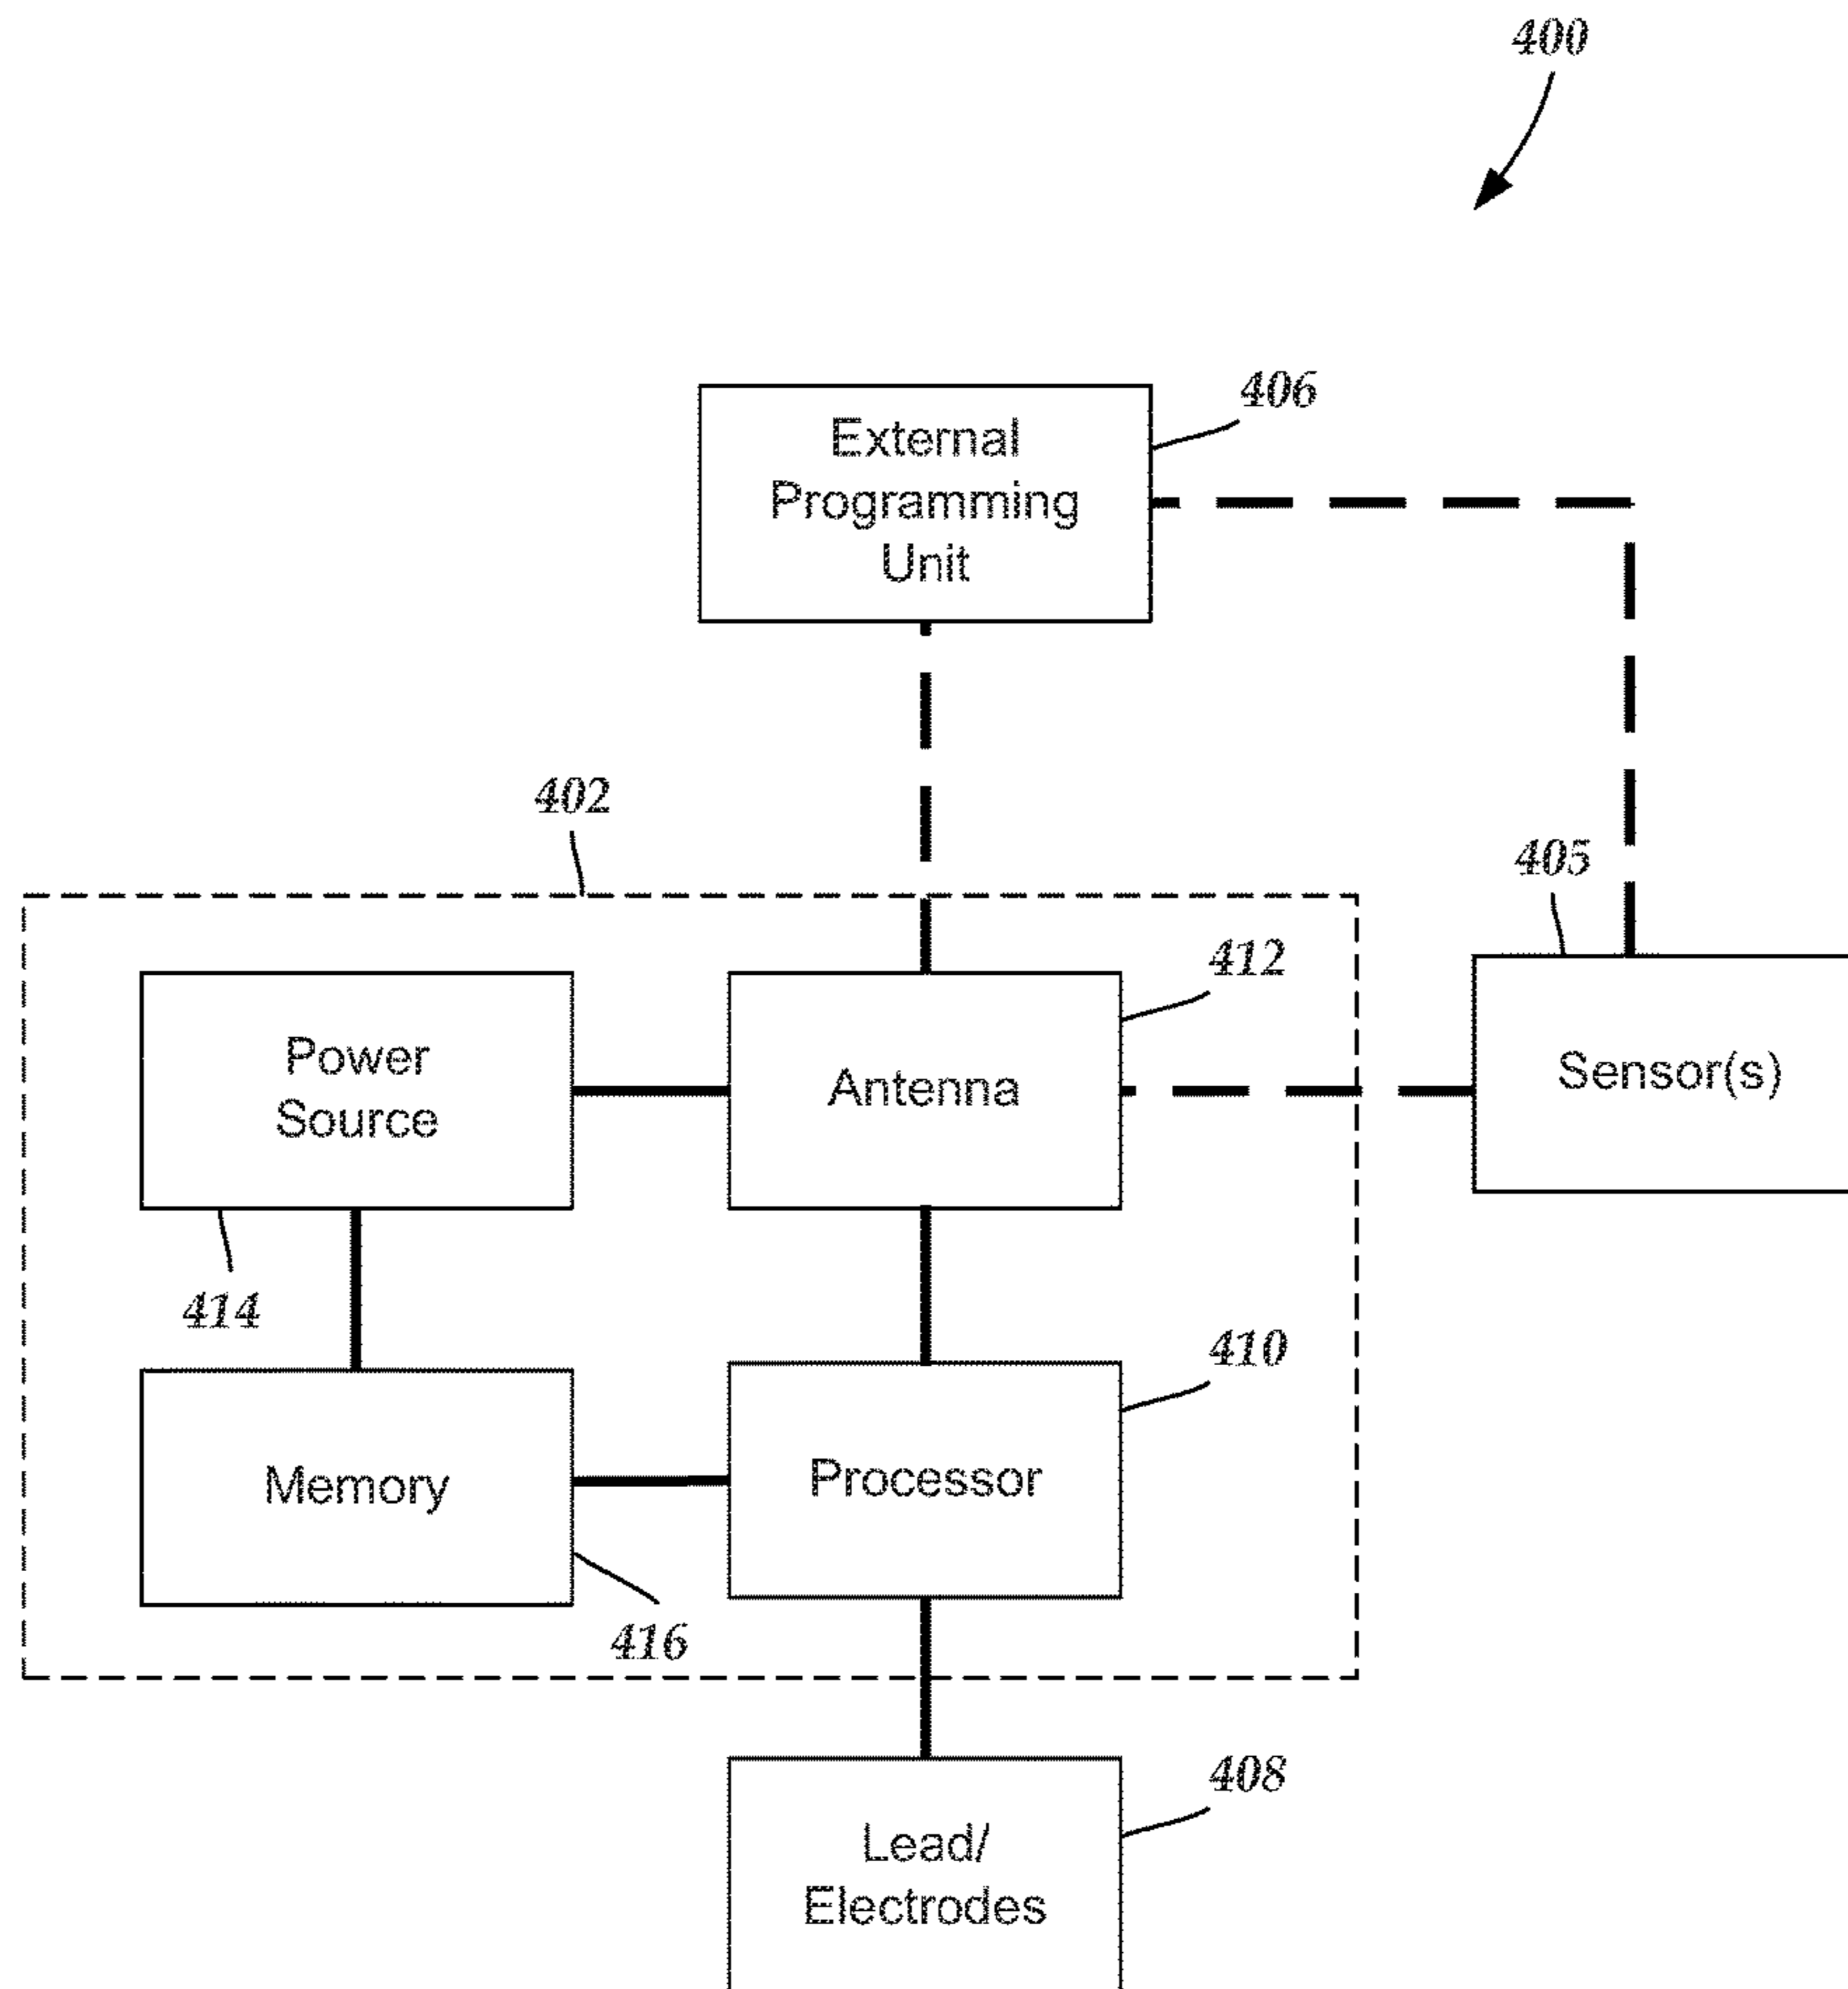 400
406
External
Programming
Unit
402
405
412
Power
Source
Antenna
Sensor(s)
414
410
Memory
Processor
416
408
Lead/
Electrodes